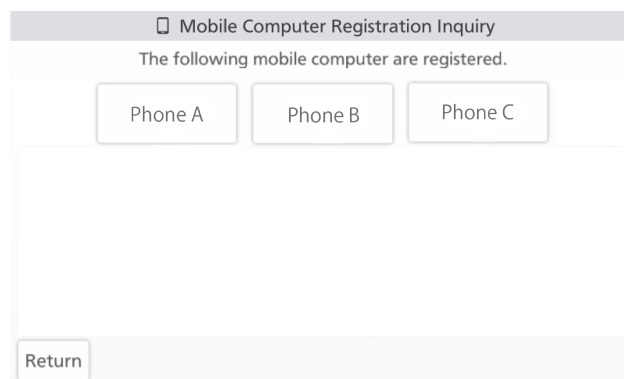 Mobile Computer Registration Inquiry
The following mobile computer are registered.
Phone A Phone B Phone C
Return